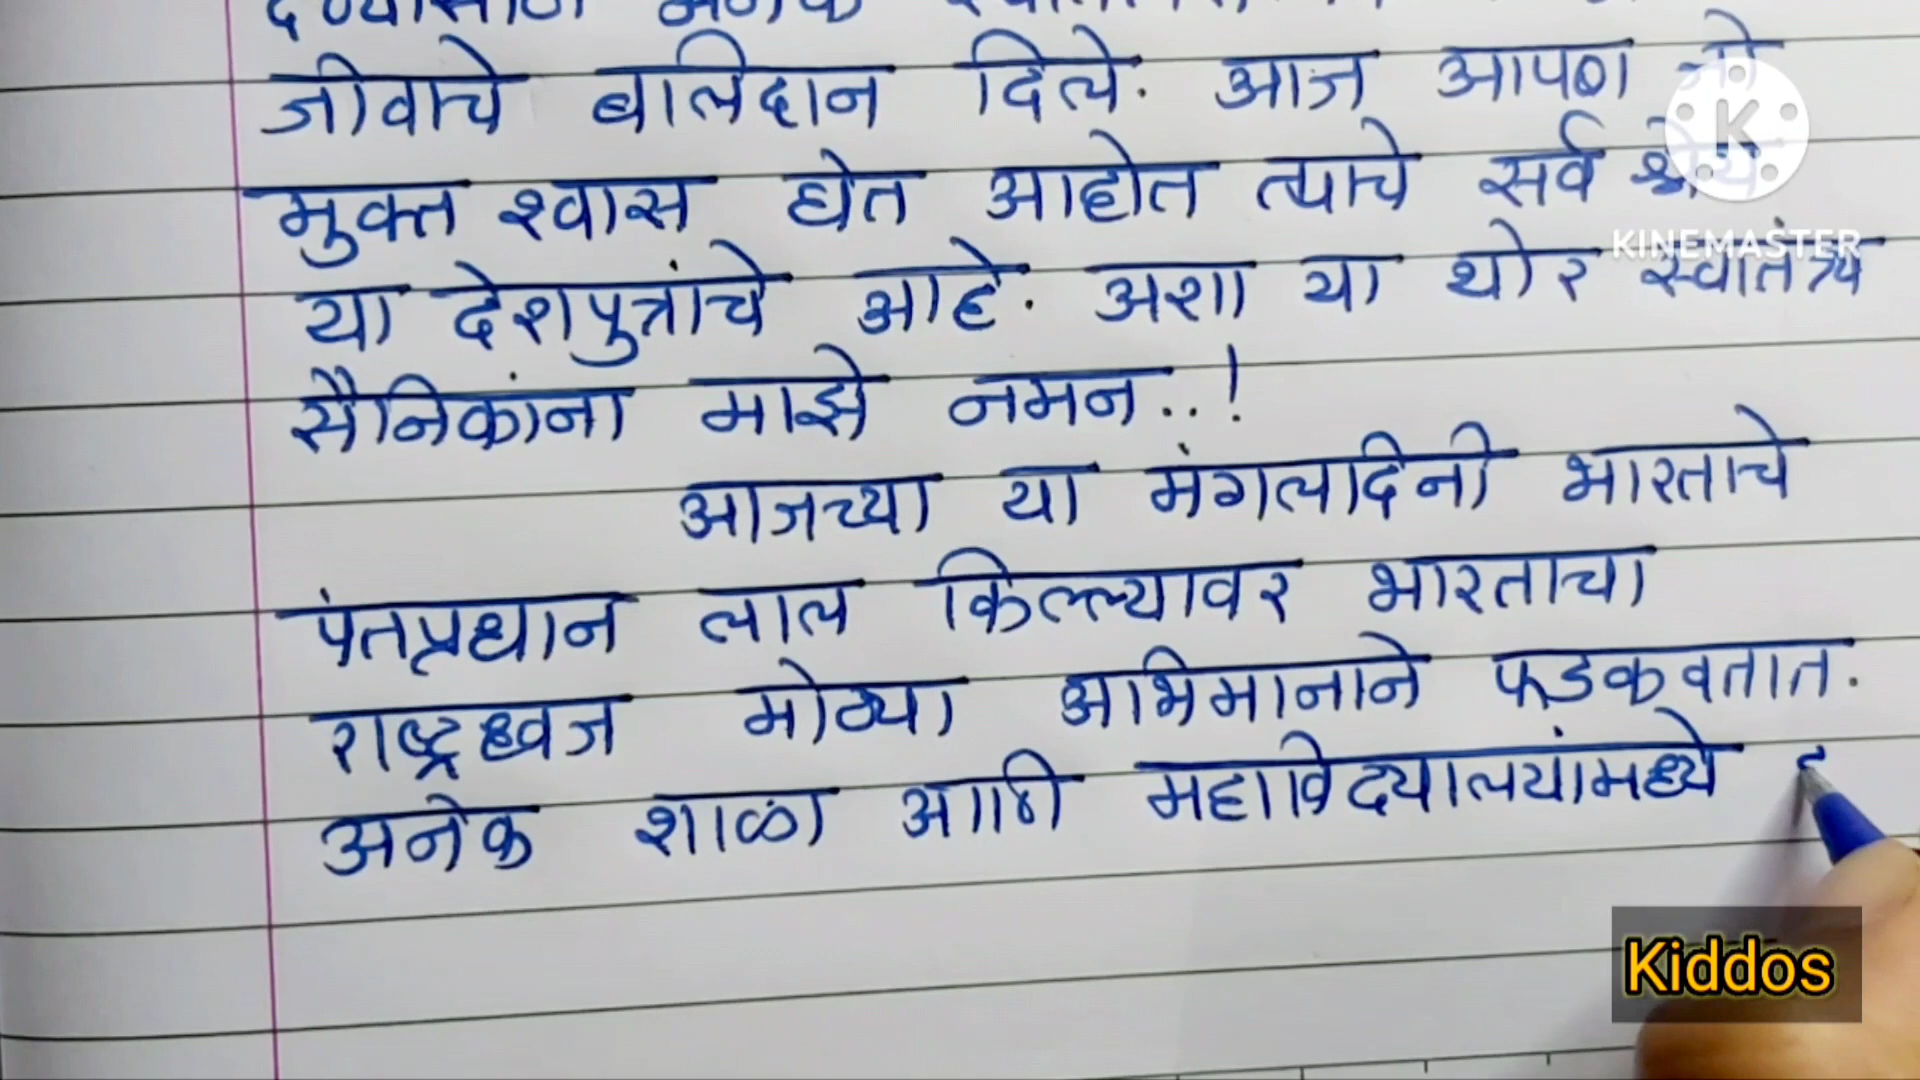 जीवाचे बलिदान दिले. आज आपण जो
मुक्त श्वास घेत आहोत त्याचे सर्व श्रेय
या देशपुत्रांचे आहे. अशा या थोर स्वातंत्र्य
सैनिकांना माझे नमन..!
आजच्या या मंगलदिनी भारताचे
पंतप्रधान लाल किल्ल्यावर भारताचा
राष्ट्रध्वज मोठ्या अभिमानाने फडकवतात.
अनेक शाळा आणि महाविद्यालयांमध्ये
K
KINEMASTER
Kiddos